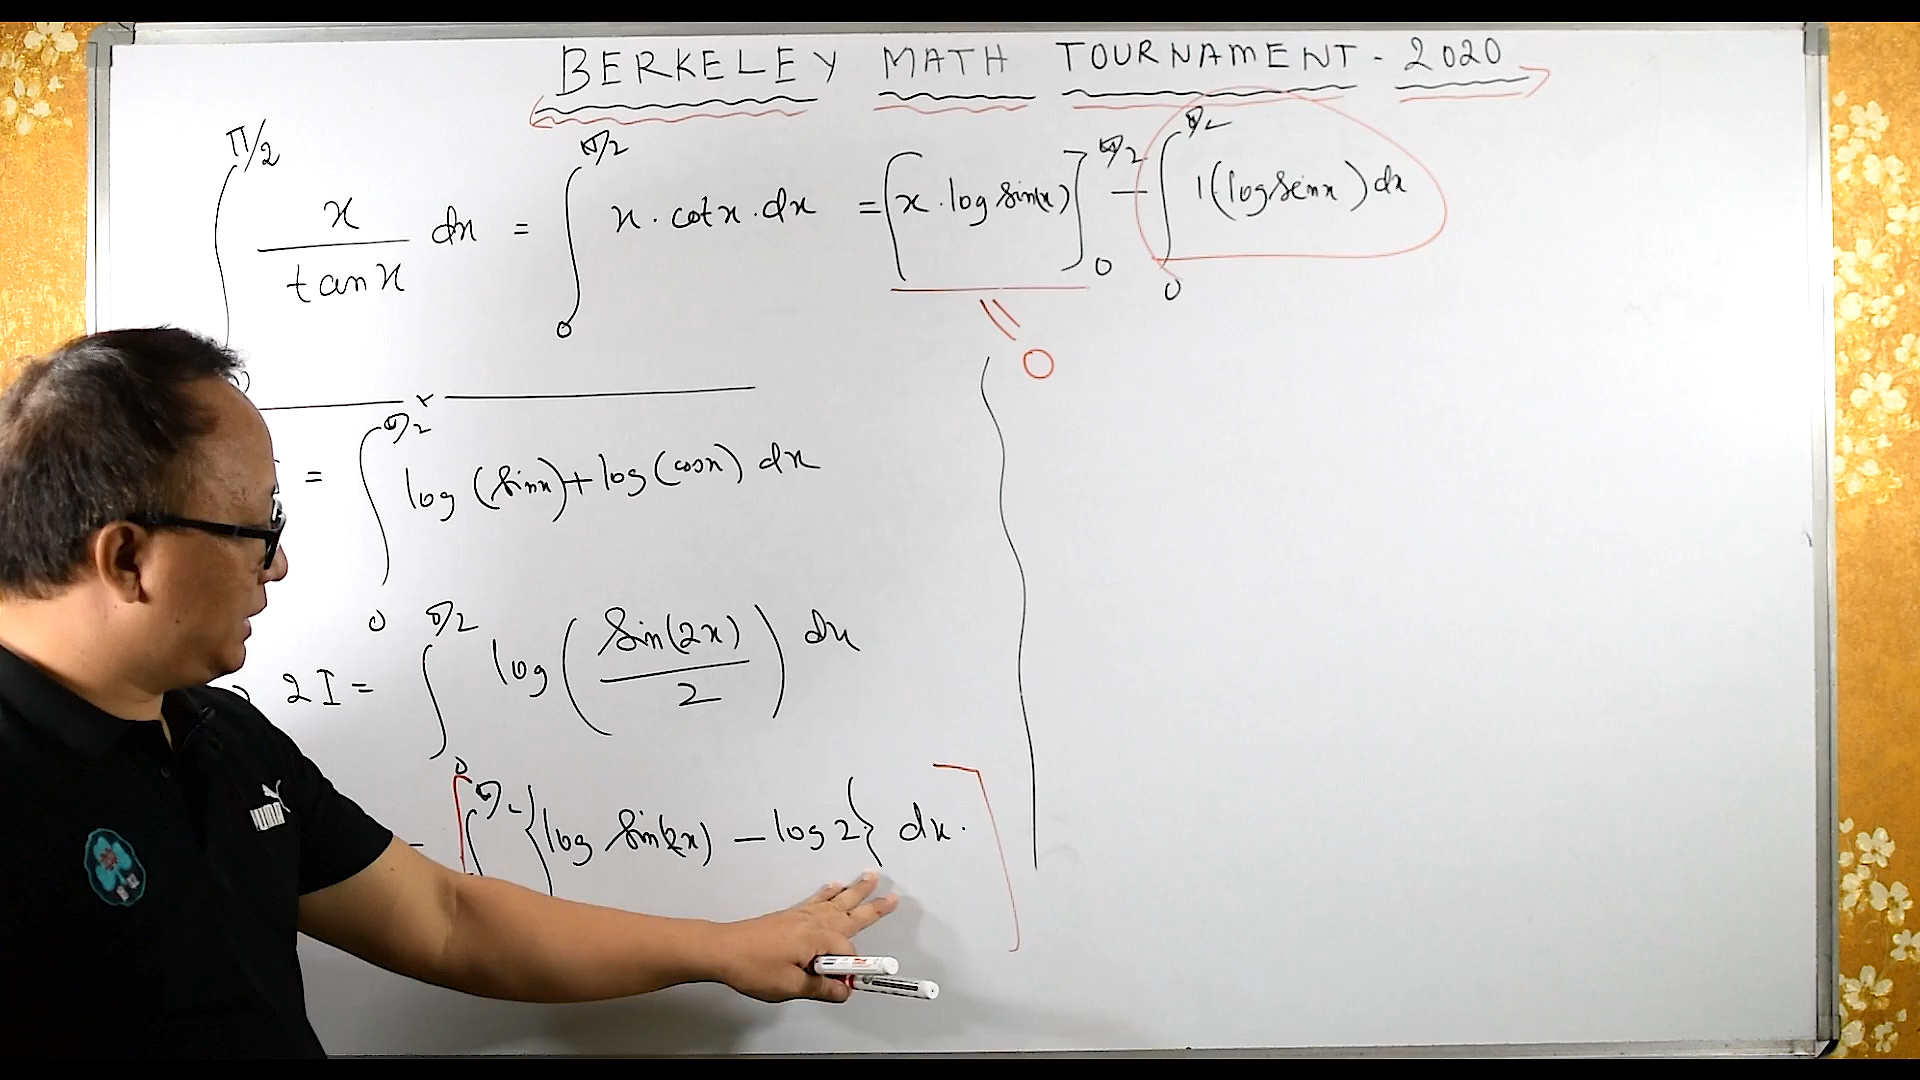 BERKELEY MATH TOURNAMENT - 2020
∫₀^{π/2} x/tan x dx = ∫₀^{π/2} x · cot x · dx = [x · log sin(x)]₀^{π/2} − ∫₀^{π/2} 1(log sin x) dx
0
= ∫₀^{π/2} log (sin x) + log (cos x) dx
2I = ∫₀^{π/2} log (sin(2x)/2) dx
∫^{π/2} {log sin(2x) − log 2} dx.
PUMA